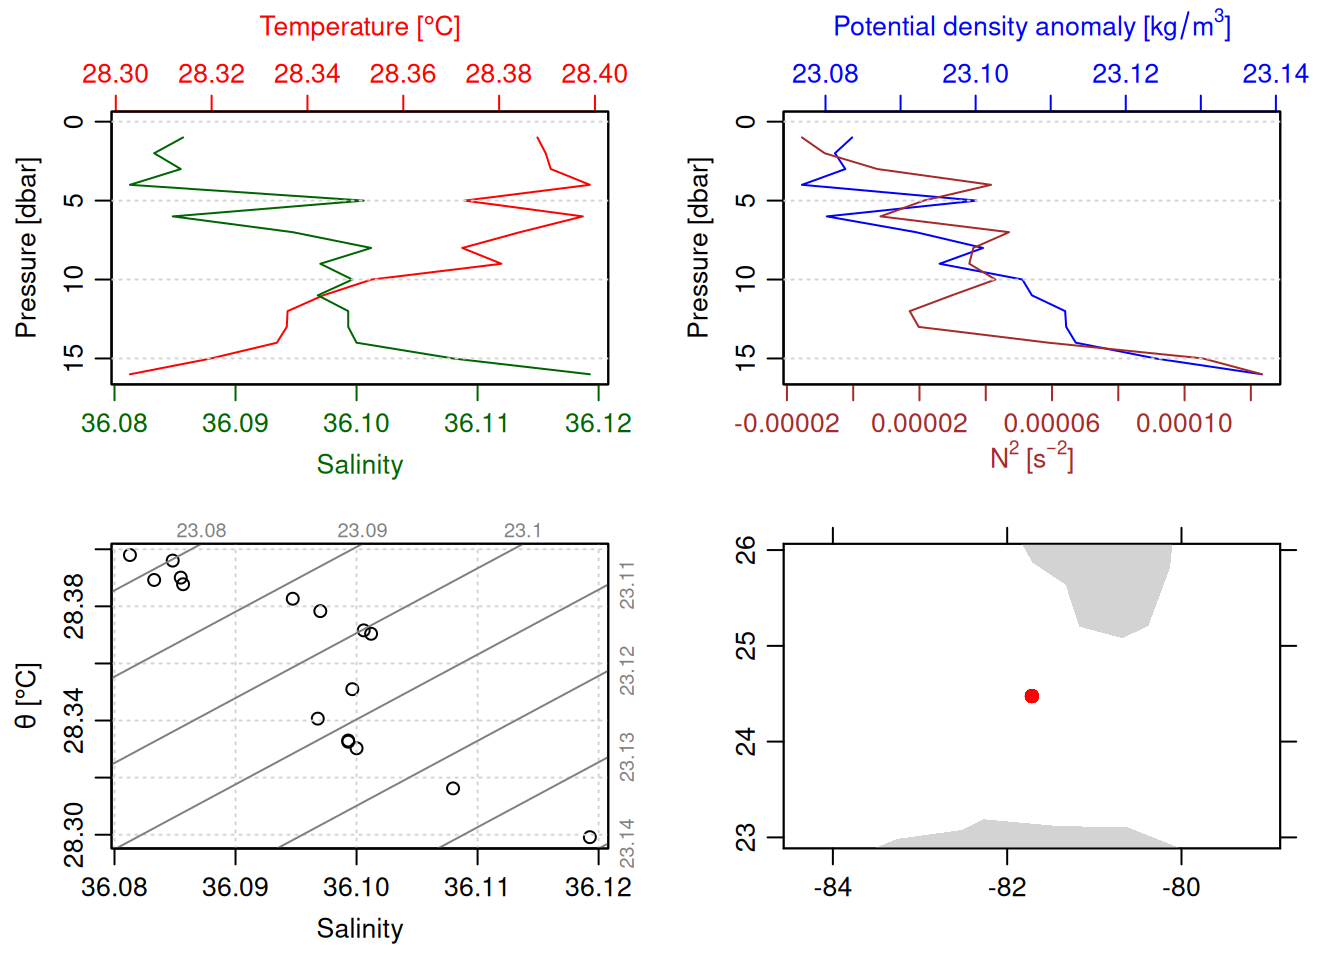 Temperature [°C]
28.30 28.32 28.34 28.36 28.38 28.40
Pressure [dbar]
0
5
10
15
36.08 36.09 36.10 36.11 36.12
Salinity
Potential density anomaly [kg/m³]
23.08 23.10 23.12 23.14
Pressure [dbar]
0
5
10
15
-0.00002 0.00002 0.00006 0.00010
N² [s⁻²]
23.08 23.09 23.1
23.11
23.12
23.13
23.14
θ [°C]
28.38
28.34
28.30
36.08 36.09 36.10 36.11 36.12
Salinity
26
25
24
23
-84 -82 -80